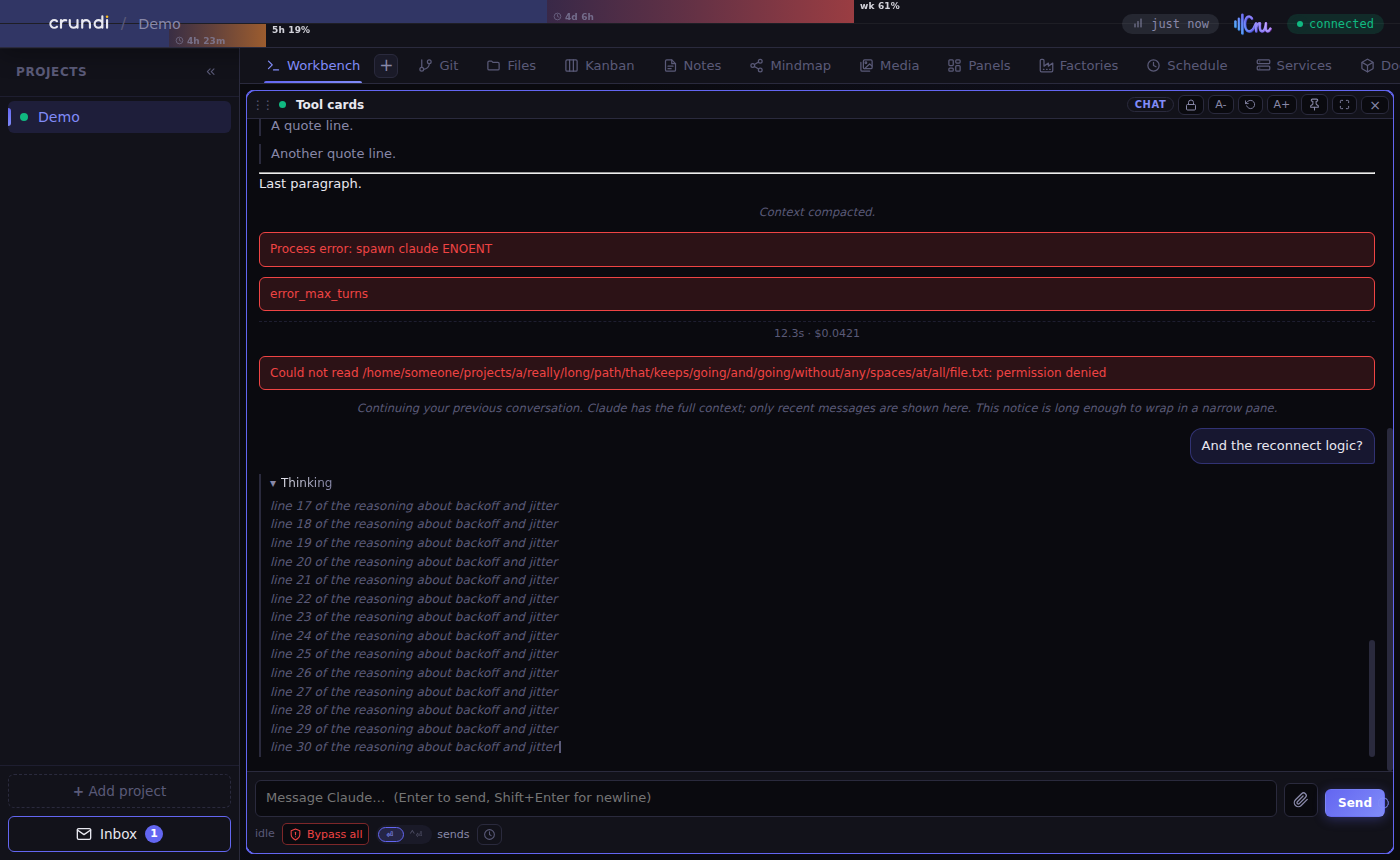 crundi / Demo
4d 6h
wk 61%
4h 23m
5h 19%
just now
Cru
connected
PROJECTS «
Demo
+ Add project
Inbox 1
Workbench + Git Files Kanban Notes Mindmap Media Panels Factories Schedule Services Do
Tool cards
CHAT A- A+ ×
A quote line.
Another quote line.
Last paragraph.
Context compacted.
Process error: spawn claude ENOENT
error_max_turns
12.3s · $0.0421
Could not read /home/someone/projects/a/really/long/path/that/keeps/going/and/going/without/any/spaces/at/all/file.txt: permission denied
Continuing your previous conversation. Claude has the full context; only recent messages are shown here. This notice is long enough to wrap in a narrow pane.
And the reconnect logic?
▾ Thinking
line 17 of the reasoning about backoff and jitter
line 18 of the reasoning about backoff and jitter
line 19 of the reasoning about backoff and jitter
line 20 of the reasoning about backoff and jitter
line 21 of the reasoning about backoff and jitter
line 22 of the reasoning about backoff and jitter
line 23 of the reasoning about backoff and jitter
line 24 of the reasoning about backoff and jitter
line 25 of the reasoning about backoff and jitter
line 26 of the reasoning about backoff and jitter
line 27 of the reasoning about backoff and jitter
line 28 of the reasoning about backoff and jitter
line 29 of the reasoning about backoff and jitter
line 30 of the reasoning about backoff and jitter
Message Claude… (Enter to send, Shift+Enter for newline)
Send
idle Bypass all ⏎ ^⏎ sends